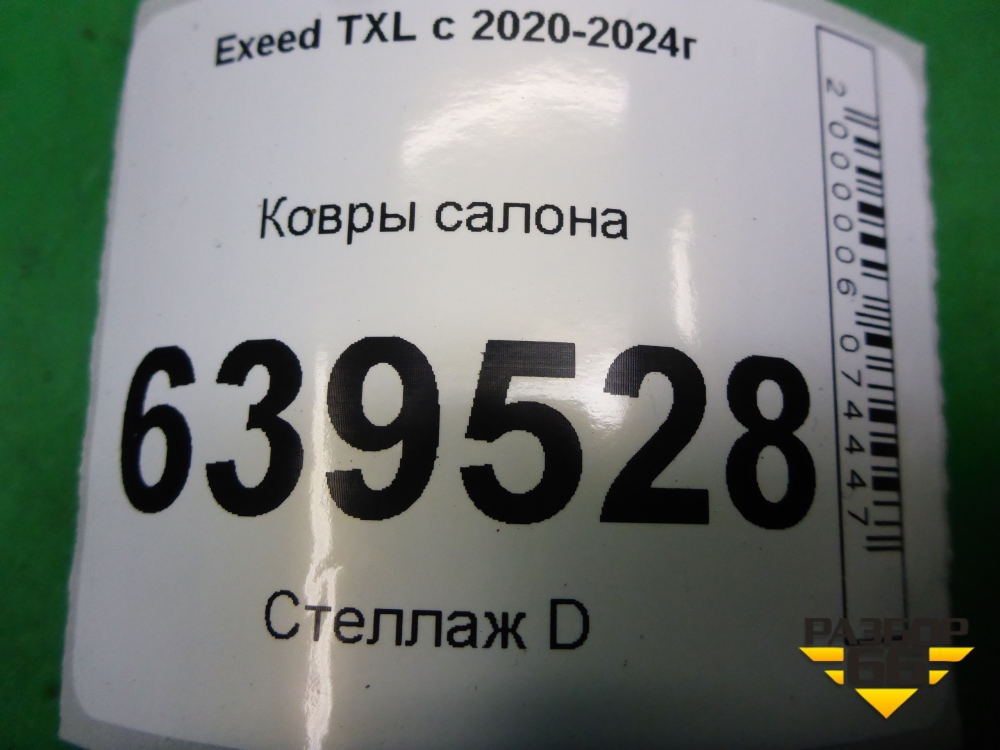 Exeed TXL с 2020-2024г
Ковры салона
639528
Стеллаж D
2000006074447
РАЗБОР
66